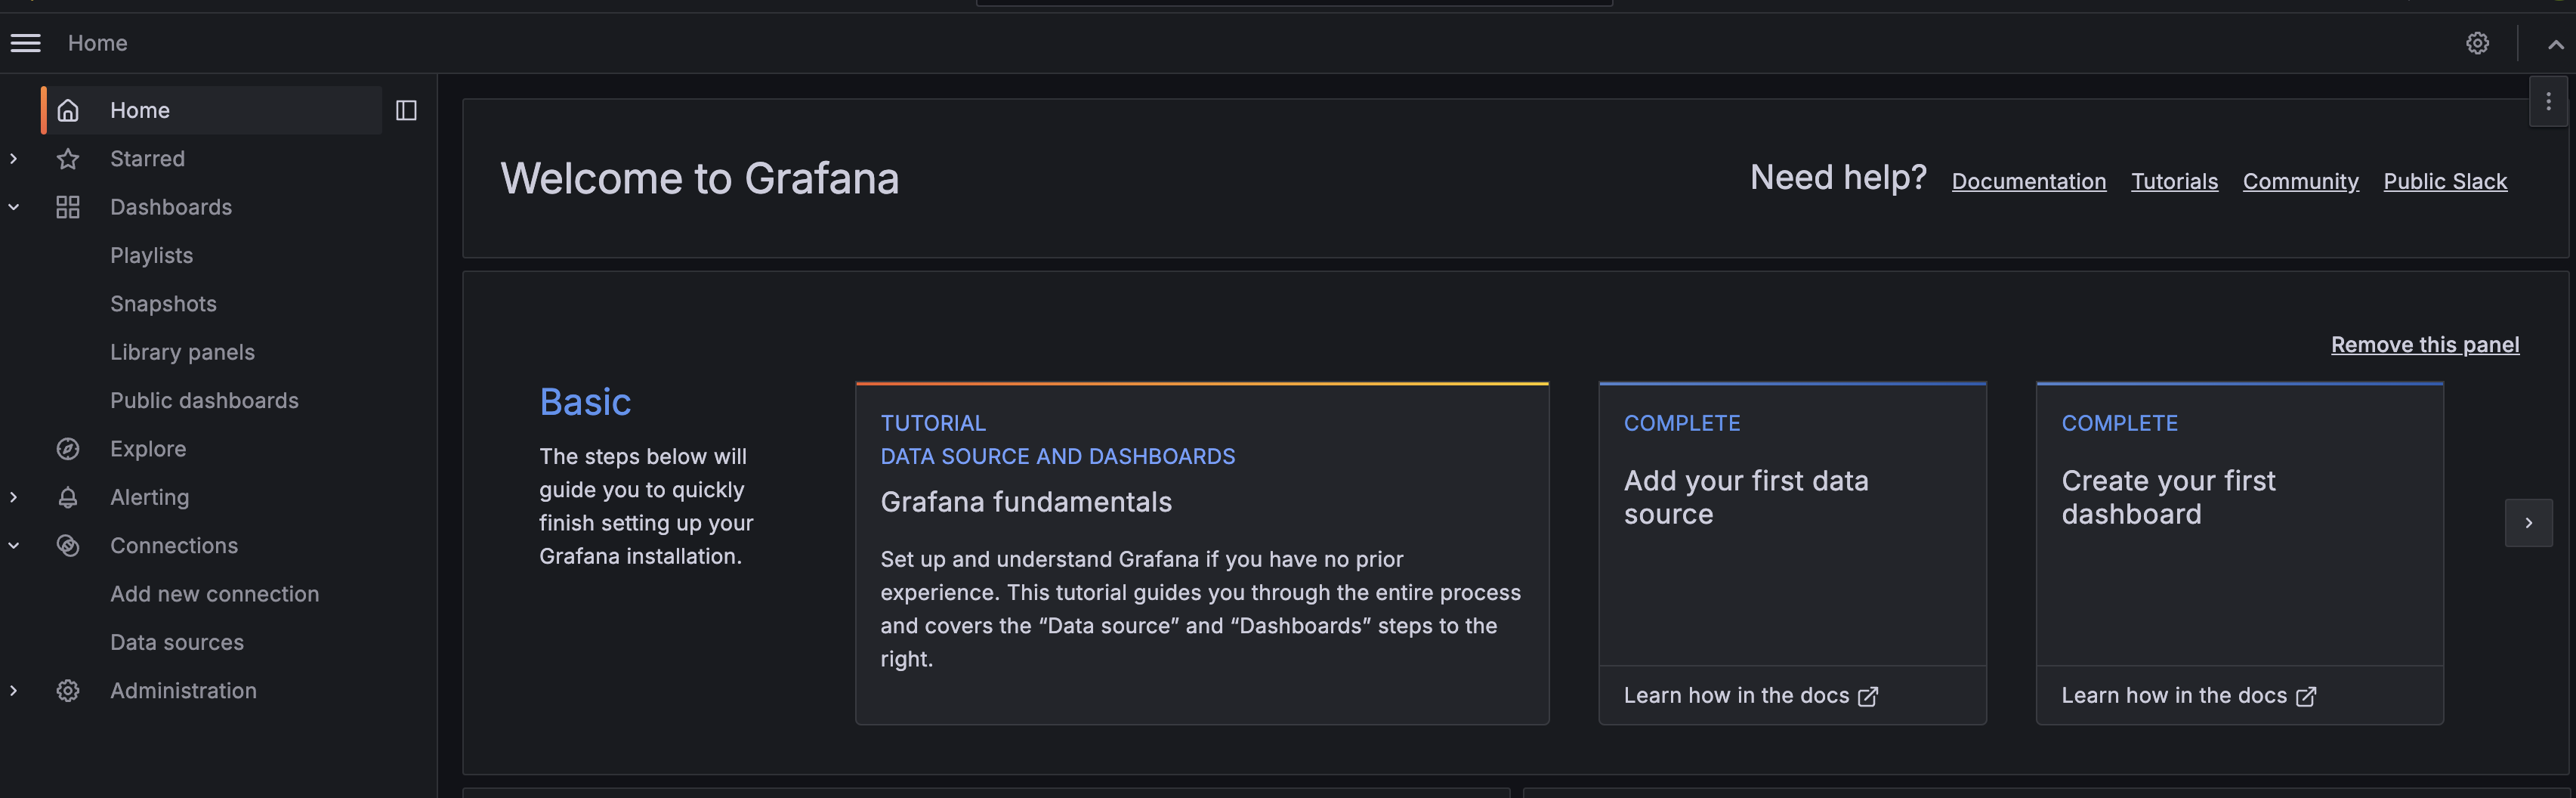 Home
Home
Starred
Dashboards
Playlists
Snapshots
Library panels
Public dashboards
Explore
Alerting
Connections
Add new connection
Data sources
Administration
Welcome to Grafana
Need help? Documentation Tutorials Community Public Slack
Remove this panel
Basic
The steps below will
guide you to quickly
finish setting up your
Grafana installation.
TUTORIAL
DATA SOURCE AND DASHBOARDS
Grafana fundamentals
Set up and understand Grafana if you have no prior
experience. This tutorial guides you through the entire process
and covers the “Data source” and “Dashboards” steps to the
right.
COMPLETE
Add your first data
source
Learn how in the docs
COMPLETE
Create your first
dashboard
Learn how in the docs